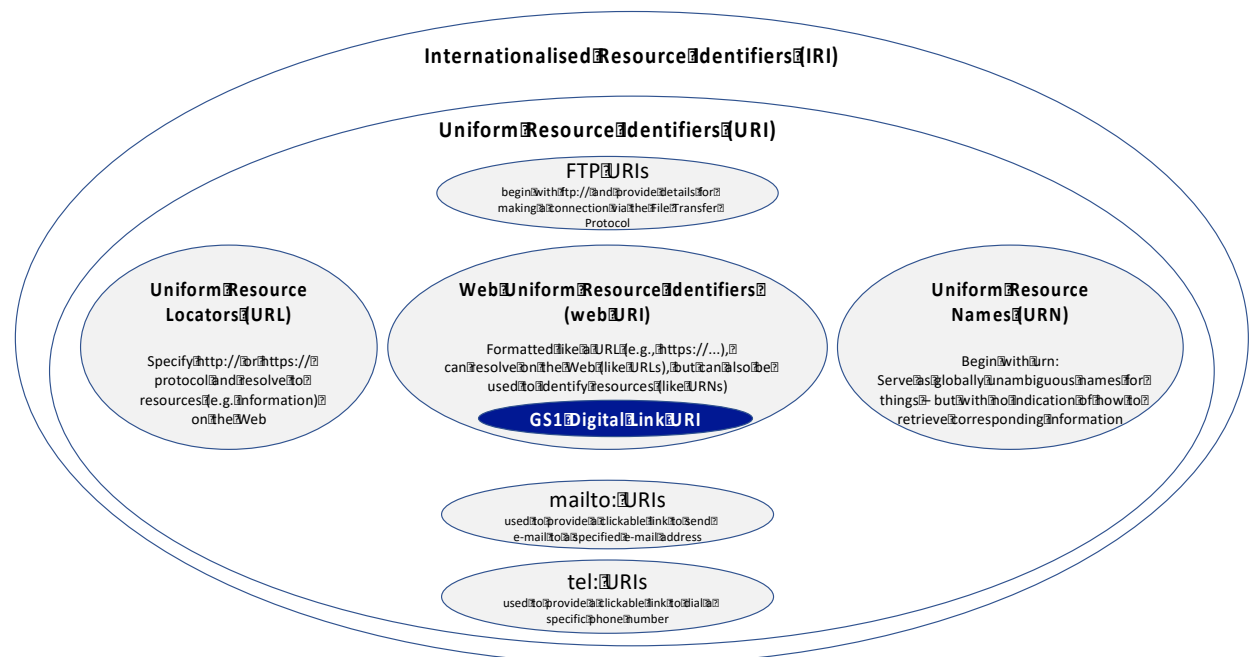 Internationalised Resource Identifiers (IRI)
Uniform Resource Identifiers (URI)
FTP URIs
begin with ftp:// and provide details for
making a connection via the File Transfer
Protocol
Uniform Resource
Locators (URL)
Specify http:// or https://
protocol and resolve to
resources (e.g. information)
on the Web
Web Uniform Resource Identifiers
(web URI)
Formatted like a URL (e.g., https://...),
can resolve on the Web (like URLs), but can also be
used to identify resources (like URNs)
GS1 Digital Link URI
Uniform Resource
Names (URN)
Begin with urn:
Serve as globally unambiguous names for
things – but with no indication of how to
retrieve corresponding information
mailto: URIs
used to provide a clickable link to send
e-mail to a specified e-mail address
tel: URIs
used to provide a clickable link to dial a
specific phone number